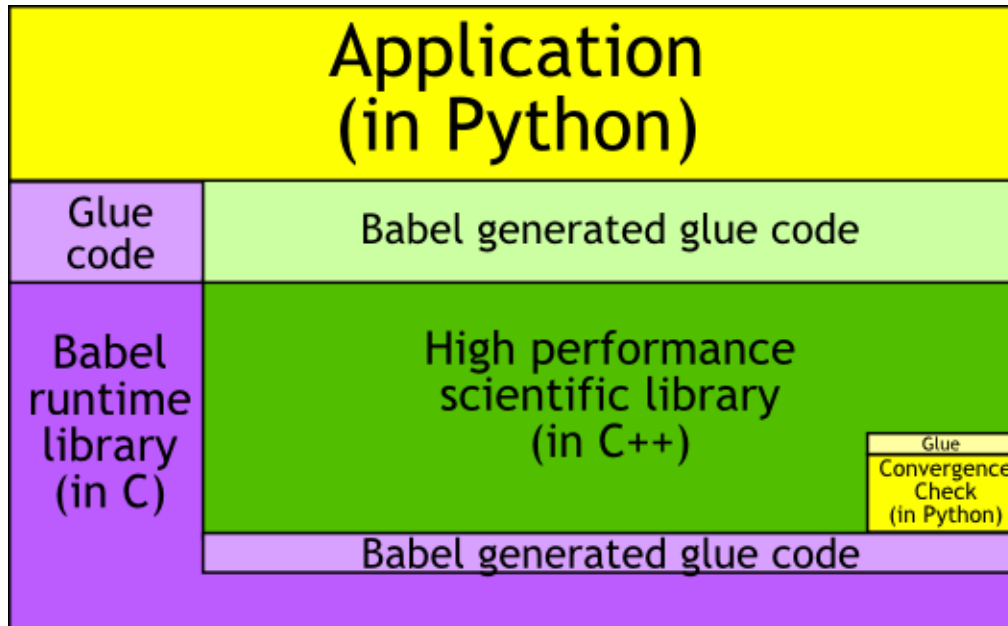 Application
(in Python)
Glue
code
Babel generated glue code
Babel
runtime
library
(in C)
High performance
scientific library
(in C++)
Glue
Convergence
Check
(in Python)
Babel generated glue code